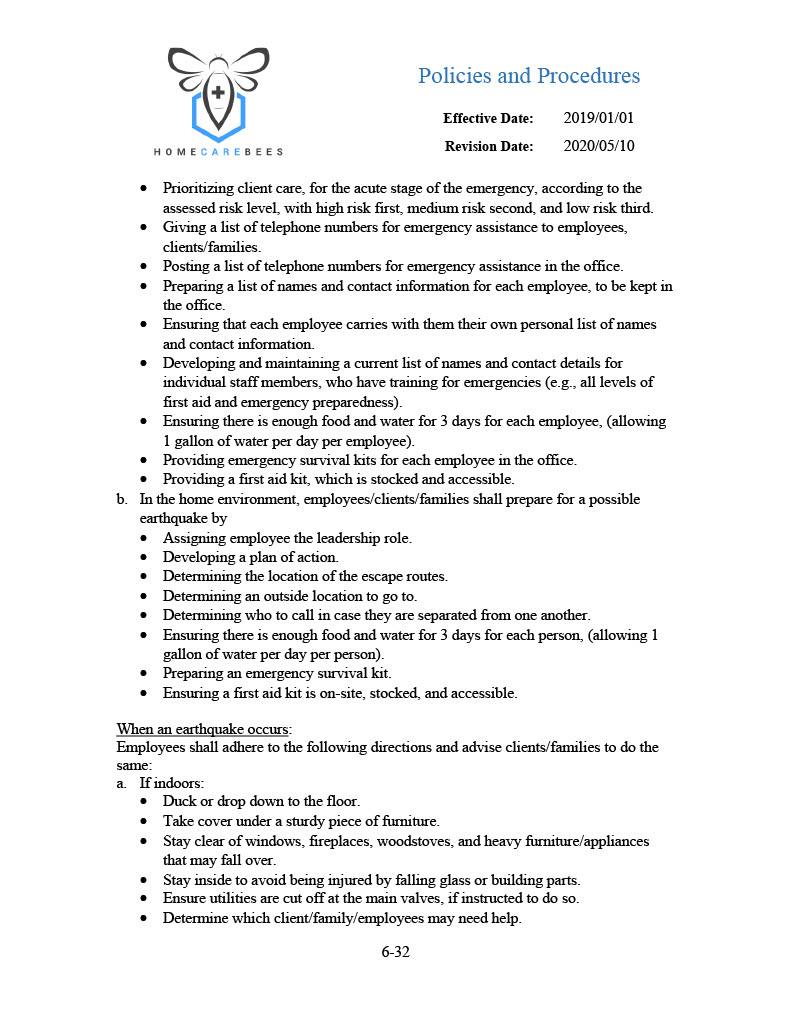 Policies and Procedures
Effective Date: 2019/01/01
Revision Date: 2020/05/10
HOMECAREBEES
• Prioritizing client care, for the acute stage of the emergency, according to the
assessed risk level, with high risk first, medium risk second, and low risk third.
• Giving a list of telephone numbers for emergency assistance to employees,
clients/families.
• Posting a list of telephone numbers for emergency assistance in the office.
• Preparing a list of names and contact information for each employee, to be kept in
the office.
• Ensuring that each employee carries with them their own personal list of names
and contact information.
• Developing and maintaining a current list of names and contact details for
individual staff members, who have training for emergencies (e.g., all levels of
first aid and emergency preparedness).
• Ensuring there is enough food and water for 3 days for each employee, (allowing
1 gallon of water per day per employee).
• Providing emergency survival kits for each employee in the office.
• Providing a first aid kit, which is stocked and accessible.
b. In the home environment, employees/clients/families shall prepare for a possible
earthquake by
• Assigning employee the leadership role.
• Developing a plan of action.
• Determining the location of the escape routes.
• Determining an outside location to go to.
• Determining who to call in case they are separated from one another.
• Ensuring there is enough food and water for 3 days for each person, (allowing 1
gallon of water per day per person).
• Preparing an emergency survival kit.
• Ensuring a first aid kit is on-site, stocked, and accessible.
When an earthquake occurs:
Employees shall adhere to the following directions and advise clients/families to do the
same:
a. If indoors:
• Duck or drop down to the floor.
• Take cover under a sturdy piece of furniture.
• Stay clear of windows, fireplaces, woodstoves, and heavy furniture/appliances
that may fall over.
• Stay inside to avoid being injured by falling glass or building parts.
• Ensure utilities are cut off at the main valves, if instructed to do so.
• Determine which client/family/employees may need help.
6-32